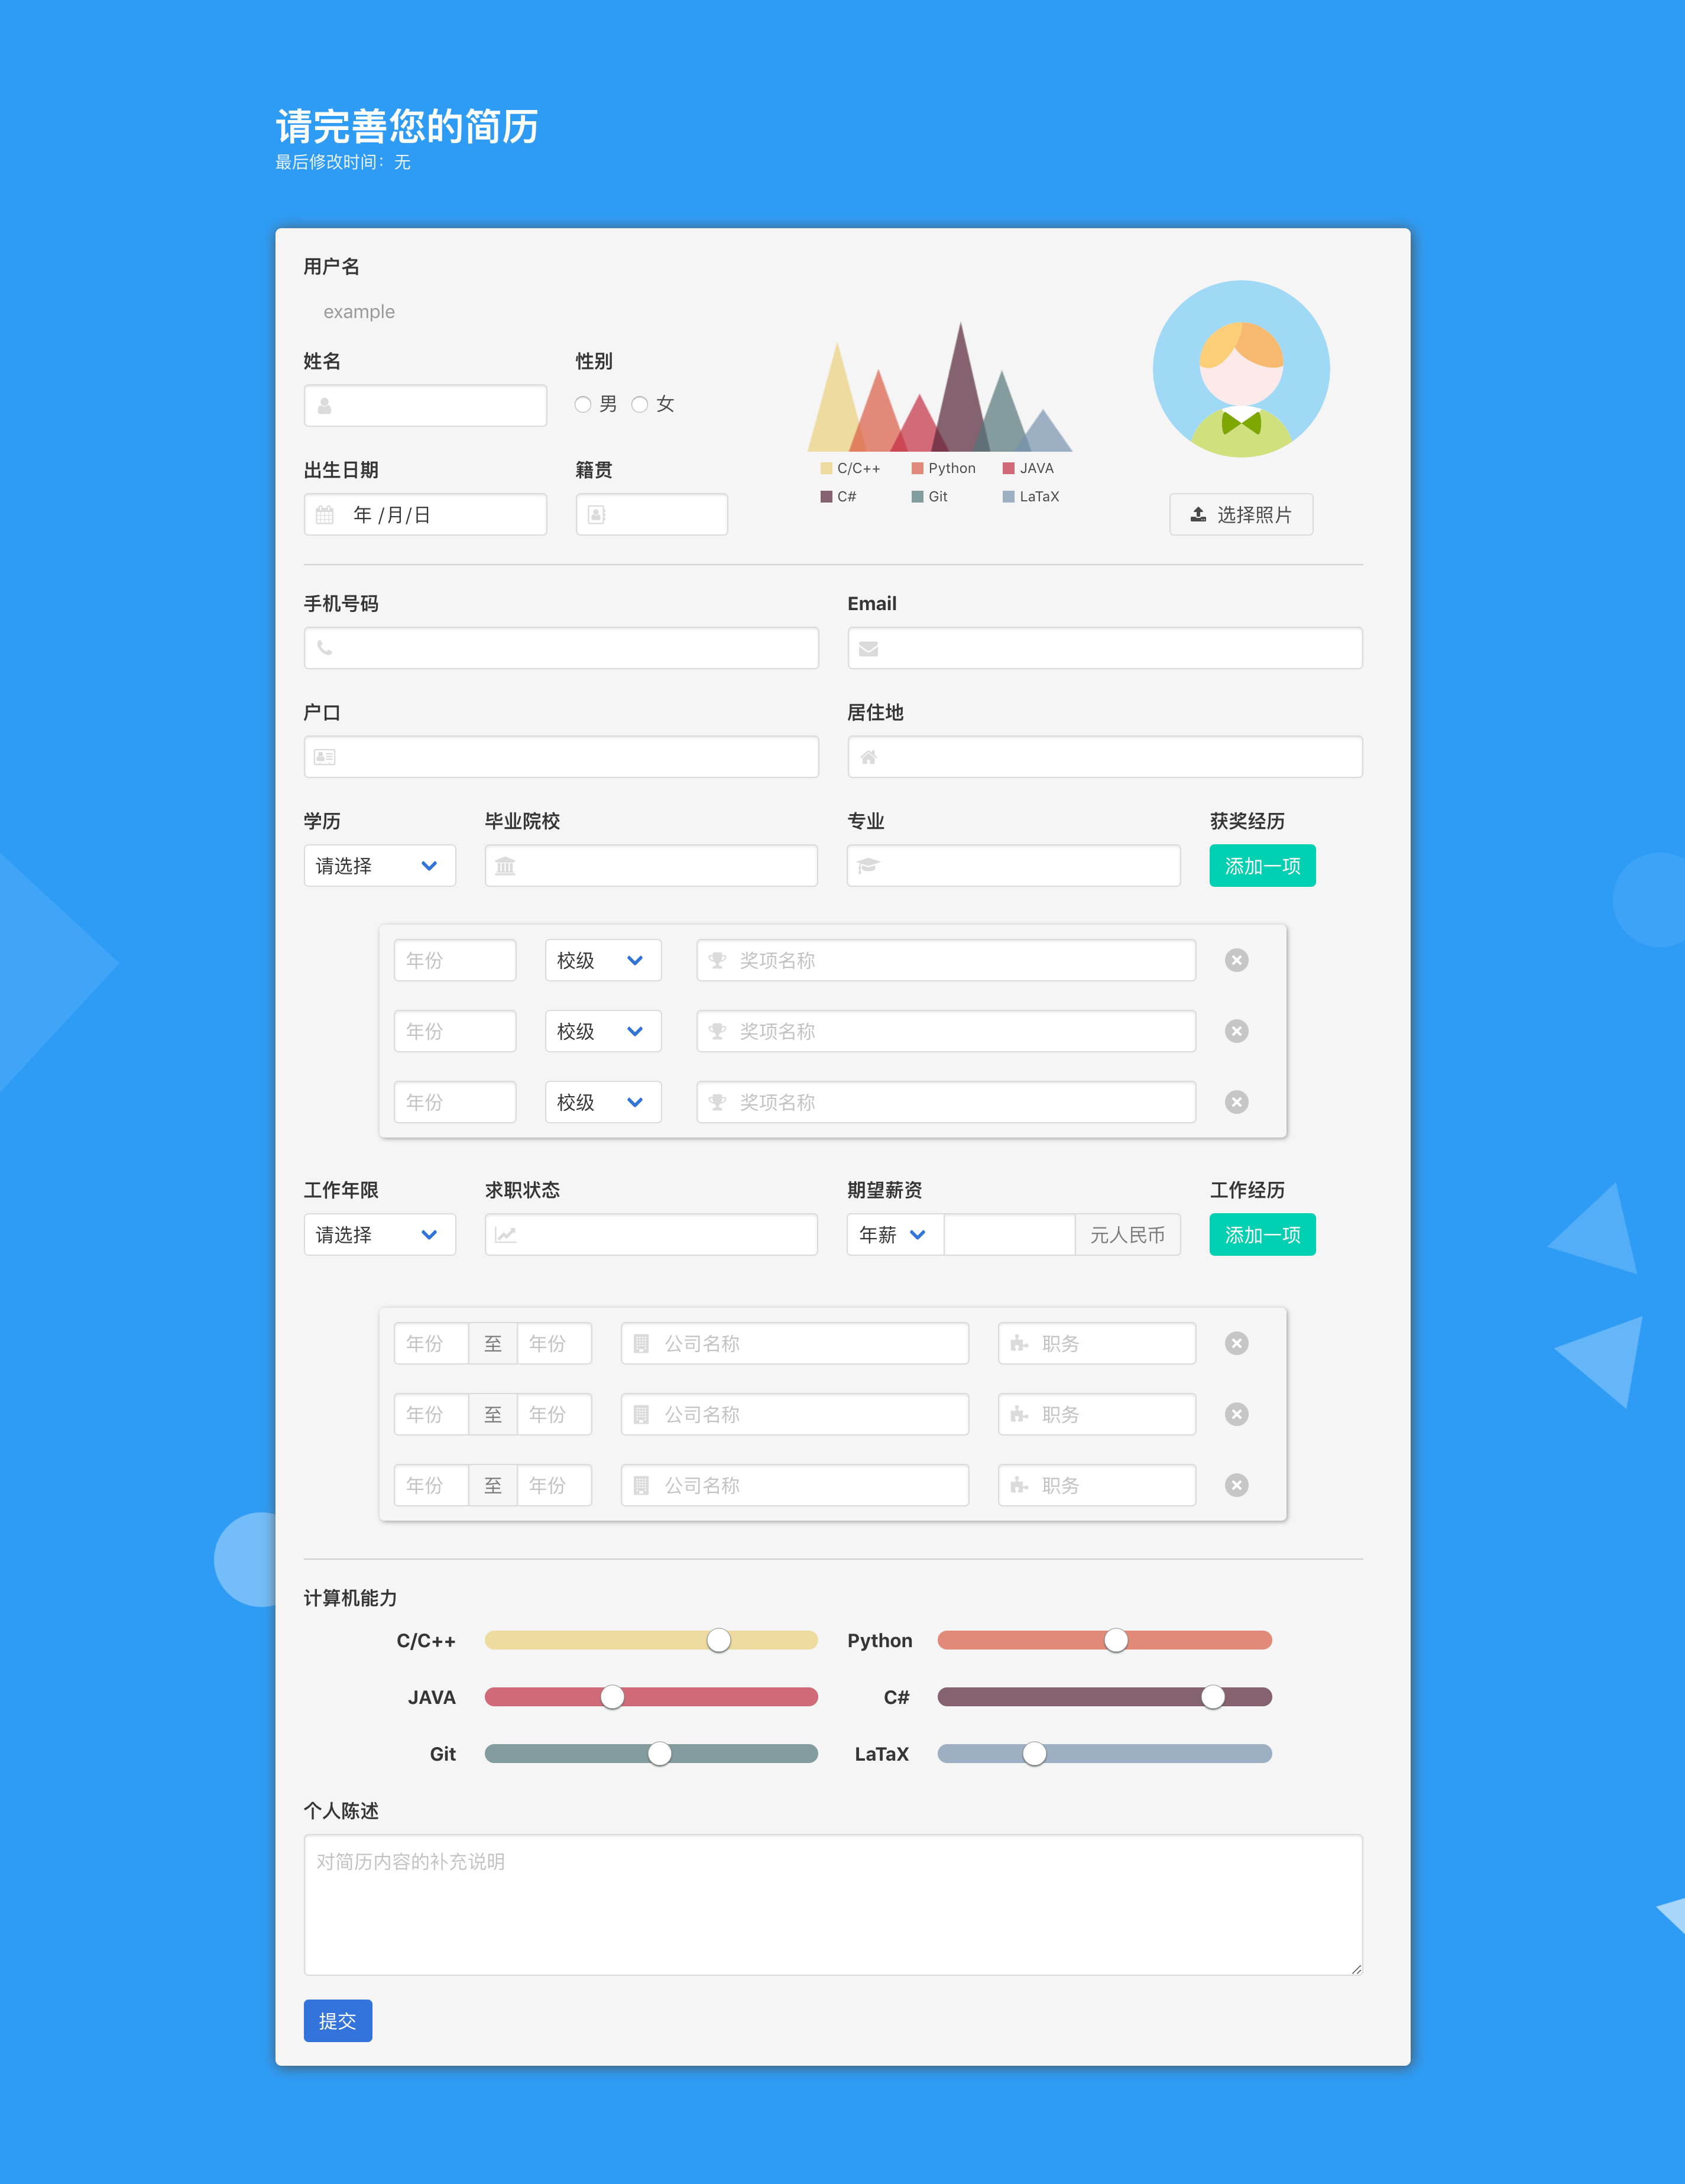 请完善您的简历
最后修改时间：无
用户名
example
姓名 性别
男 女
出生日期 籍贯
年 /月/日
C/C++ Python JAVA
C# Git LaTaX
选择照片
手机号码 Email
户口 居住地
学历 毕业院校 专业 获奖经历
请选择 添加一项
年份 校级 奖项名称
年份 校级 奖项名称
年份 校级 奖项名称
工作年限 求职状态 期望薪资 工作经历
请选择 年薪 元人民币 添加一项
年份 至 年份 公司名称 职务
年份 至 年份 公司名称 职务
年份 至 年份 公司名称 职务
计算机能力
C/C++ Python
JAVA C#
Git LaTaX
个人陈述
对简历内容的补充说明
提交